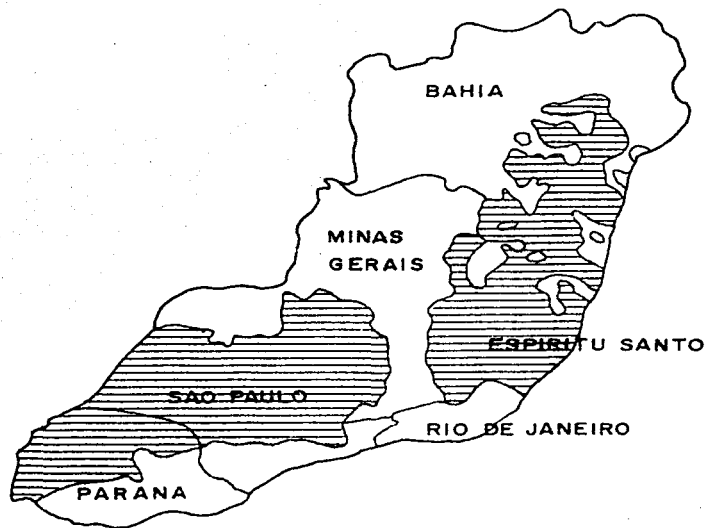 BAHIA
MINAS
GERAIS
ESPIRITU SANTO
SAO PAULO
RIO DE JANEIRO
PARANA